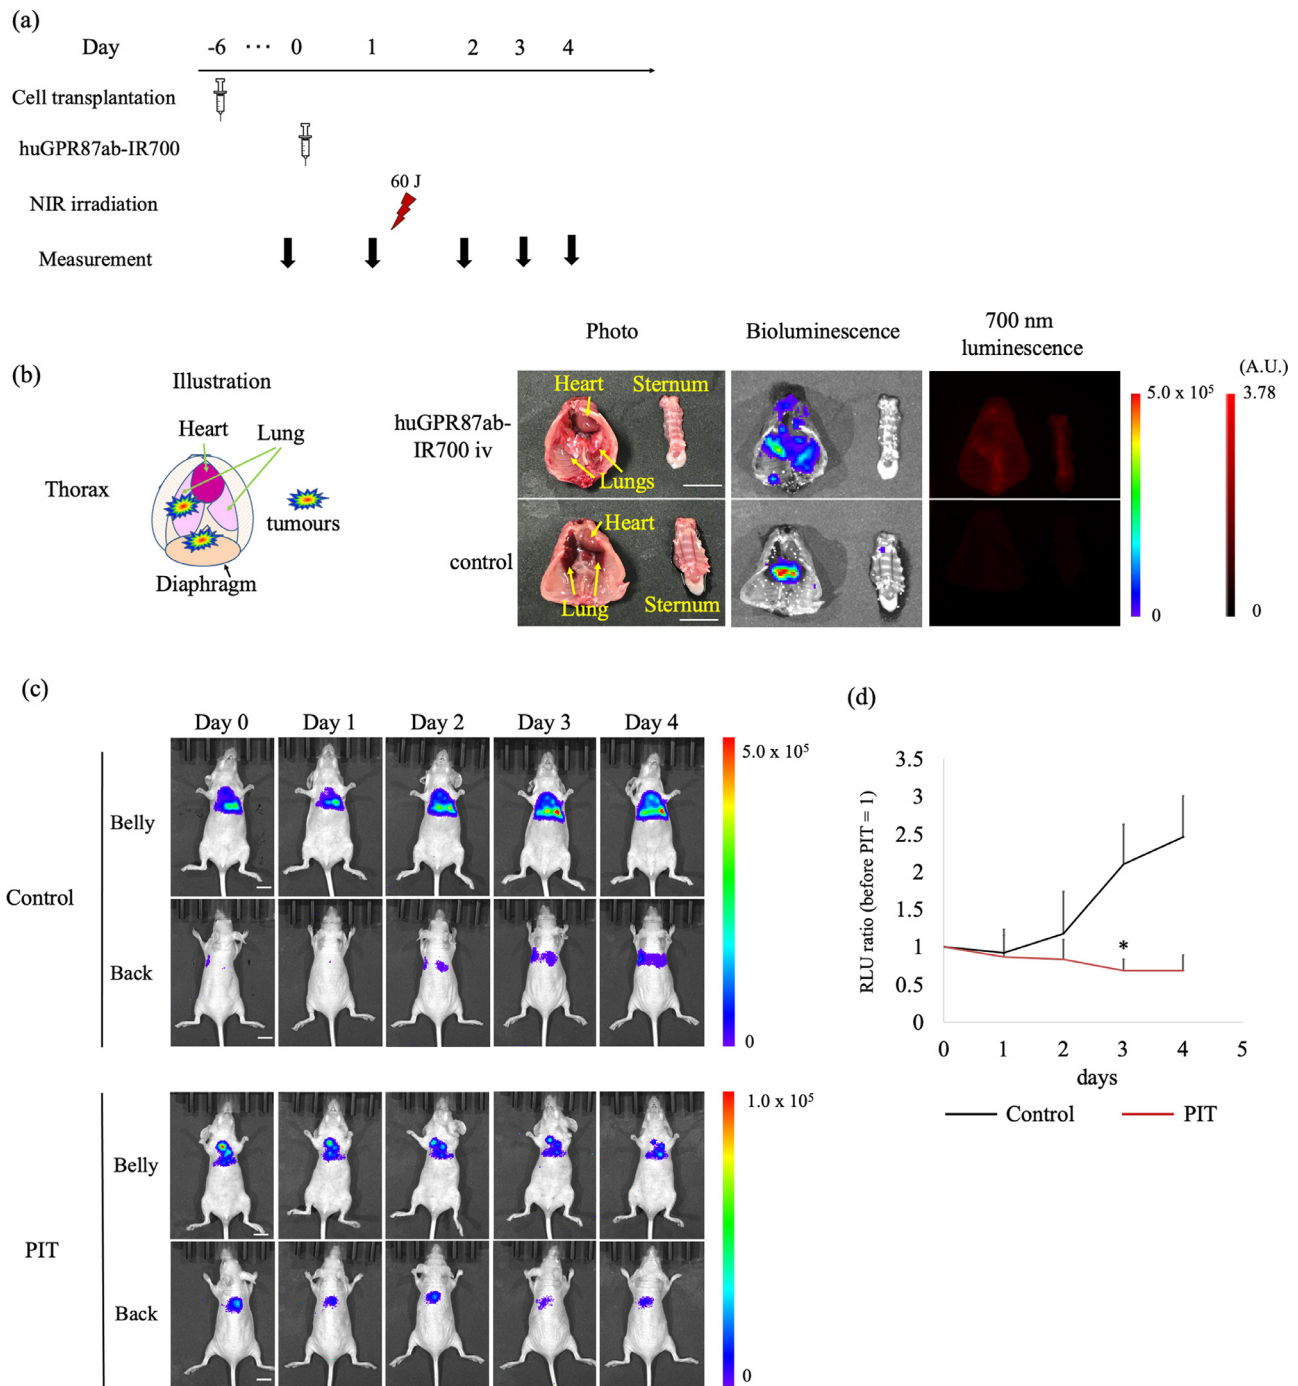 (a)
Day -6 ··· 0 1 2 3 4
Cell transplantation
huGPR87ab-IR700
60 J
NIR irradiation
Measurement
(b)
Illustration
Heart
Lung
Thorax
tumours
Diaphragm
Photo
Bioluminescence
700 nm
luminescence
(A.U.)
huGPR87ab-
IR700 iv
Heart
Sternum
Lungs
control
Heart
Lung
Sternum
5.0 x 10⁵
0
3.78
0
(c)
Day 0 Day 1 Day 2 Day 3 Day 4
Control
Belly
Back
5.0 x 10⁵
0
PIT
Belly
Back
1.0 x 10⁵
0
(d)
RLU ratio (before PIT = 1)
3.5
3
2.5
2
1.5
1
0.5
0
*
0 1 2 3 4 5
days
Control PIT